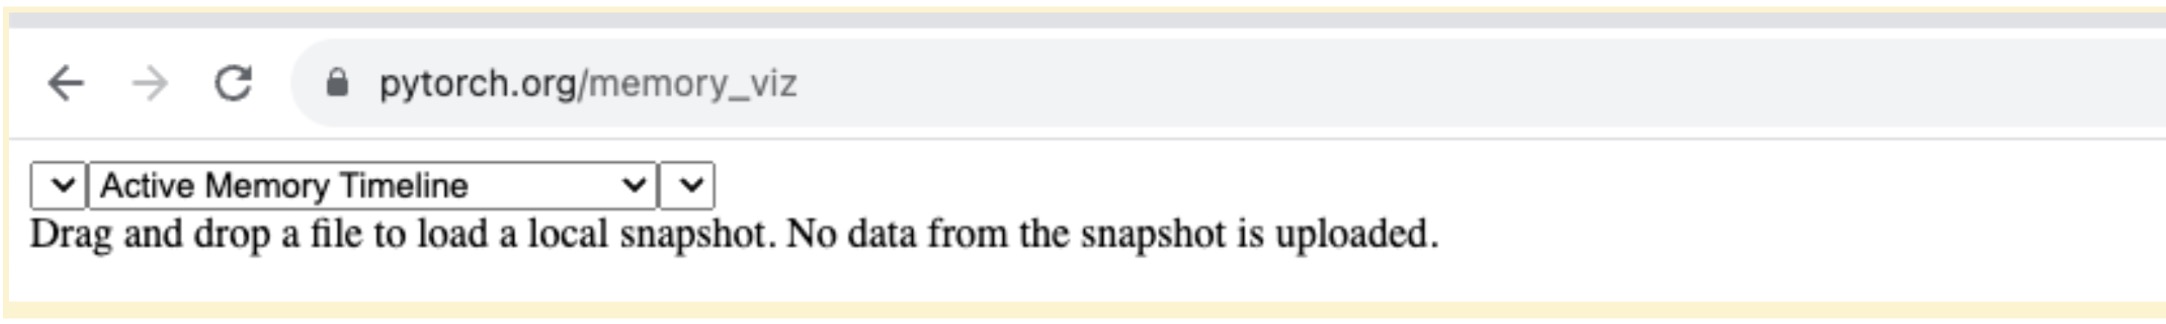 pytorch.org/memory_viz
Active Memory Timeline
Drag and drop a file to load a local snapshot. No data from the snapshot is uploaded.